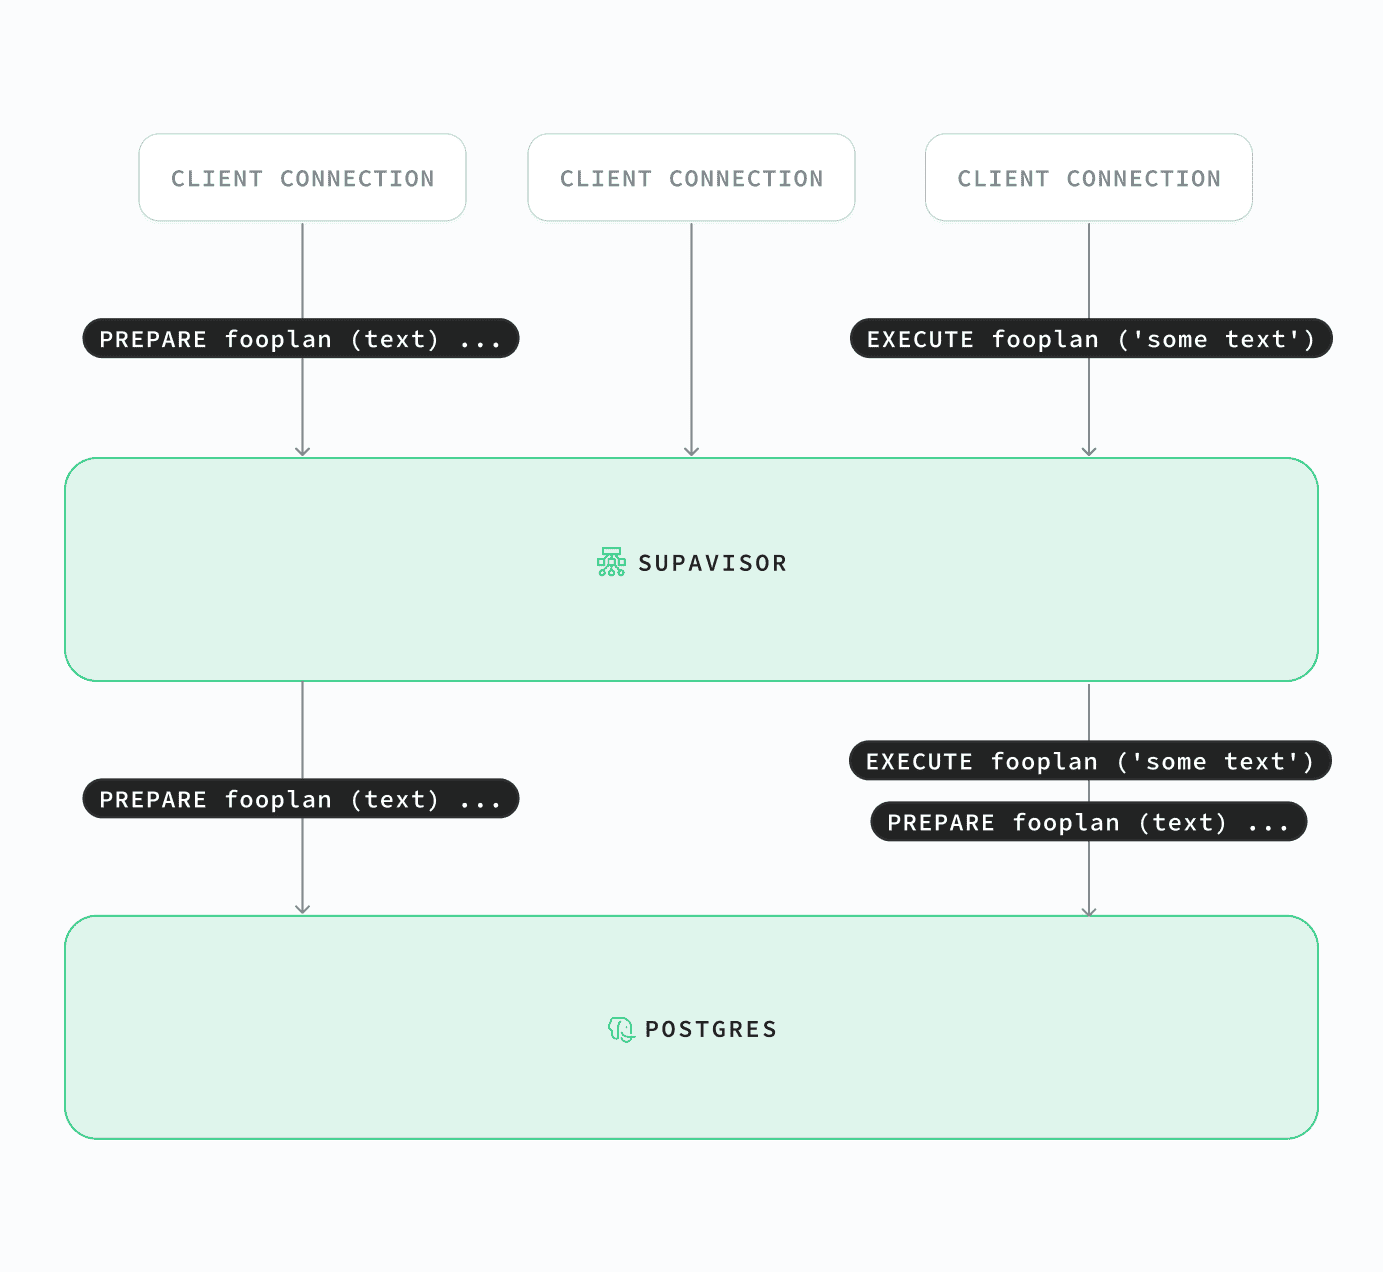 CLIENT CONNECTION
CLIENT CONNECTION
CLIENT CONNECTION
PREPARE fooplan (text) ...
EXECUTE fooplan ('some text')
SUPAVISOR
EXECUTE fooplan ('some text')
PREPARE fooplan (text) ...
PREPARE fooplan (text) ...
POSTGRES